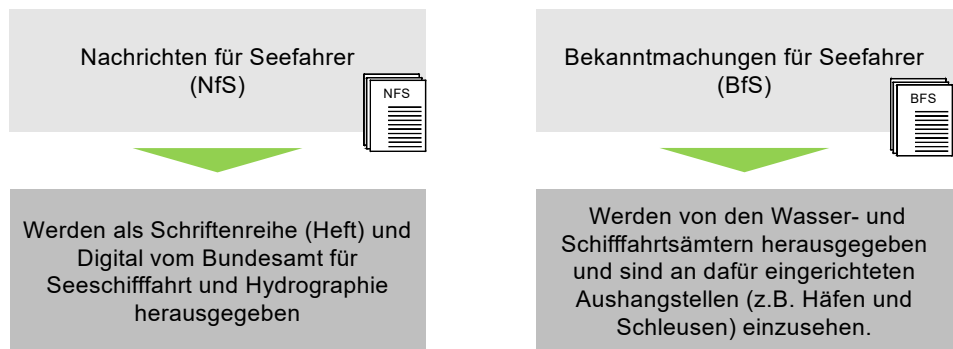 Nachrichten für Seefahrer
(NfS)
NFS
Werden als Schriftenreihe (Heft) und
Digital vom Bundesamt für
Seeschifffahrt und Hydrographie
herausgegeben
Bekanntmachungen für Seefahrer
(BfS)
BFS
Werden von den Wasser- und
Schifffahrtsämtern herausgegeben
und sind an dafür eingerichteten
Aushangstellen (z.B. Häfen und
Schleusen) einzusehen.